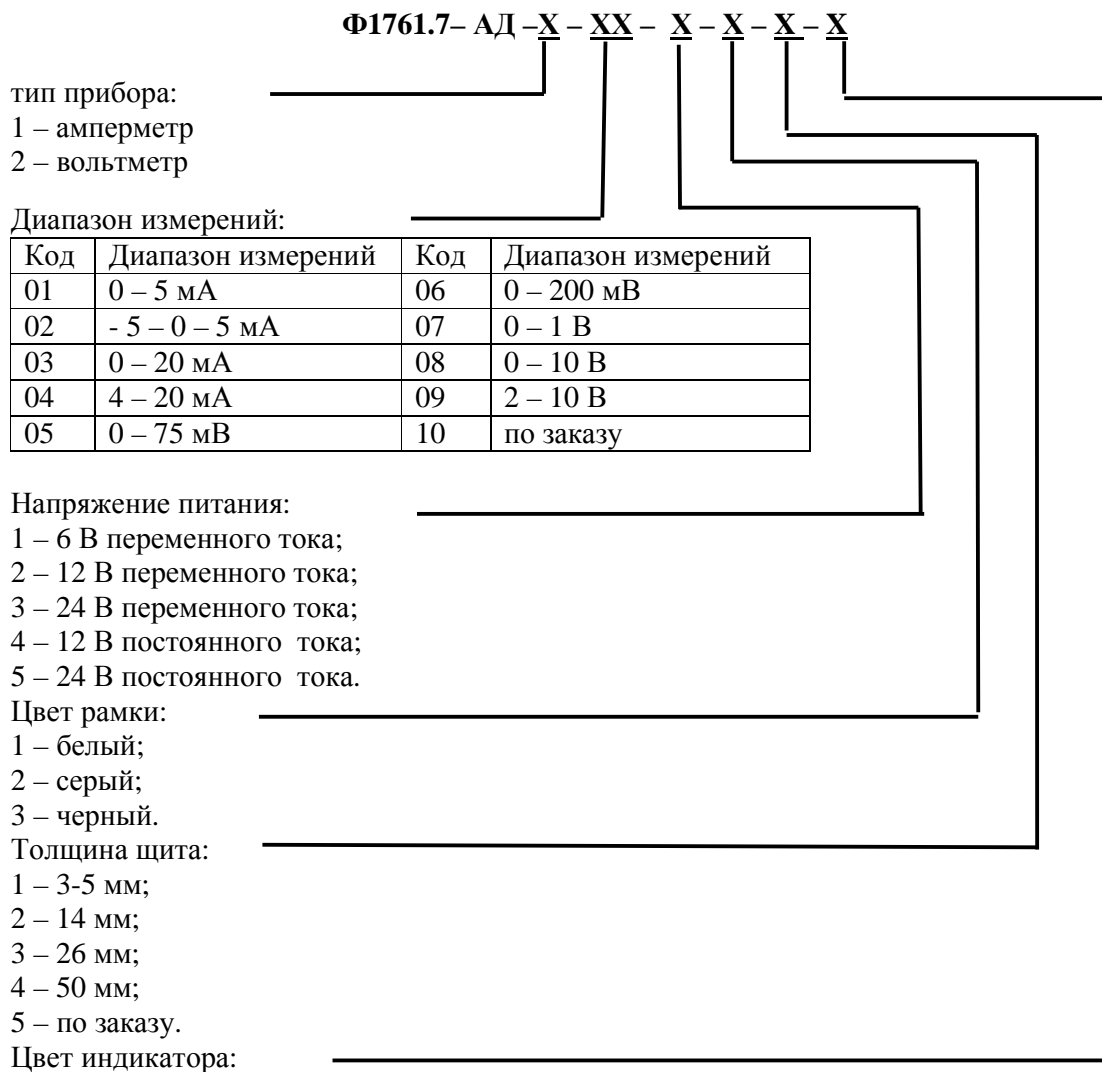 Ф1761.7– АД –Х – ХХ – Х – Х – Х – Х
тип прибора:
1 – амперметр
2 – вольтметр
Диапазон измерений:
Код Диапазон измерений Код Диапазон измерений
01 0 – 5 мА 06 0 – 200 мВ
02 - 5 – 0 – 5 мА 07 0 – 1 В
03 0 – 20 мА 08 0 – 10 В
04 4 – 20 мА 09 2 – 10 В
05 0 – 75 мВ 10 по заказу
Напряжение питания:
1 – 6 В переменного тока;
2 – 12 В переменного тока;
3 – 24 В переменного тока;
4 – 12 В постоянного тока;
5 – 24 В постоянного тока.
Цвет рамки:
1 – белый;
2 – серый;
3 – черный.
Толщина щита:
1 – 3-5 мм;
2 – 14 мм;
3 – 26 мм;
4 – 50 мм;
5 – по заказу.
Цвет индикатора: